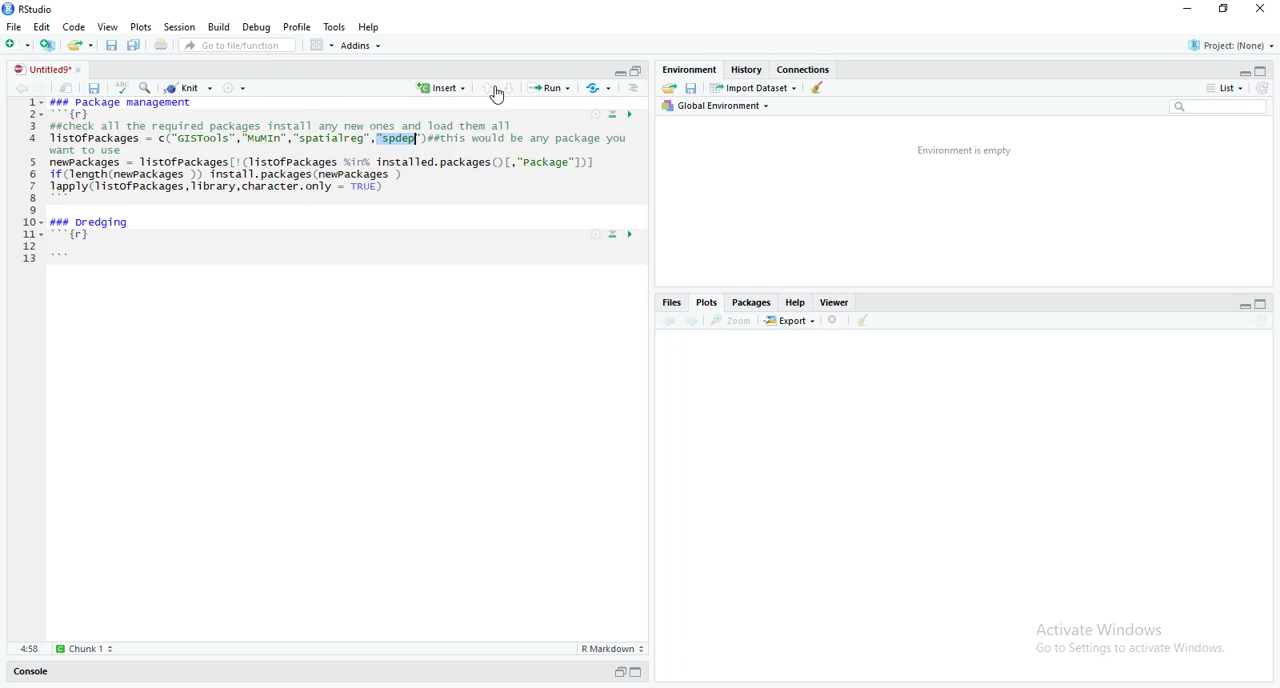 RStudio
File Edit Code View Plots Session Build Debug Profile Tools Help
Go to file/function Addins
Project: (None)
Untitled9*
Knit Insert Run
1 ### Package management
2 ```{r}
3 ##check all the required packages install any new ones and load them all
4 listOfPackages = c("GISTools","MuMIn","spatialreg","spdep")##this would be any package you
want to use
5 newPackages = listOfPackages[!(listOfPackages %in% installed.packages()[,"Package"])]
6 if(length(newPackages )) install.packages(newPackages )
7 lapply(listOfPackages,library,character.only = TRUE)
8 ```
9
10 ### Dredging
11 ```{r}
12
13 ```
4:58 Chunk 1 R Markdown
Console
Environment History Connections
Import Dataset List
Global Environment
Environment is empty
Files Plots Packages Help Viewer
Zoom Export
Activate Windows
Go to Settings to activate Windows.